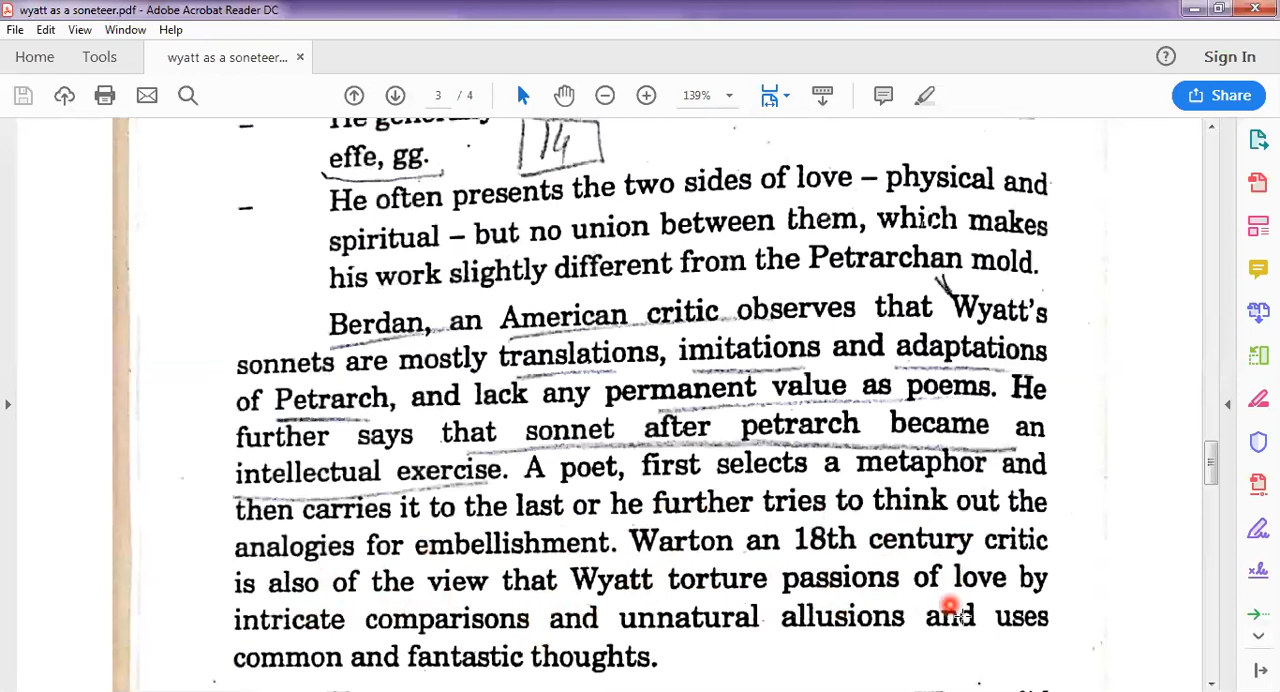 wyatt as a soneteer.pdf - Adobe Acrobat Reader DC
File Edit View Window Help
Home Tools wyatt as a soneteer... × Sign In
3 / 4 139% Share
– He generally
effe, gg. 14
– He often presents the two sides of love – physical and
spiritual – but no union between them, which makes
his work slightly different from the Petrarchan mold.
Berdan, an American critic observes that Wyatt's
sonnets are mostly translations, imitations and adaptations
of Petrarch, and lack any permanent value as poems. He
further says that sonnet after petrarch became an
intellectual exercise. A poet, first selects a metaphor and
then carries it to the last or he further tries to think out the
analogies for embellishment. Warton an 18th century critic
is also of the view that Wyatt torture passions of love by
intricate comparisons and unnatural allusions and uses
common and fantastic thoughts.